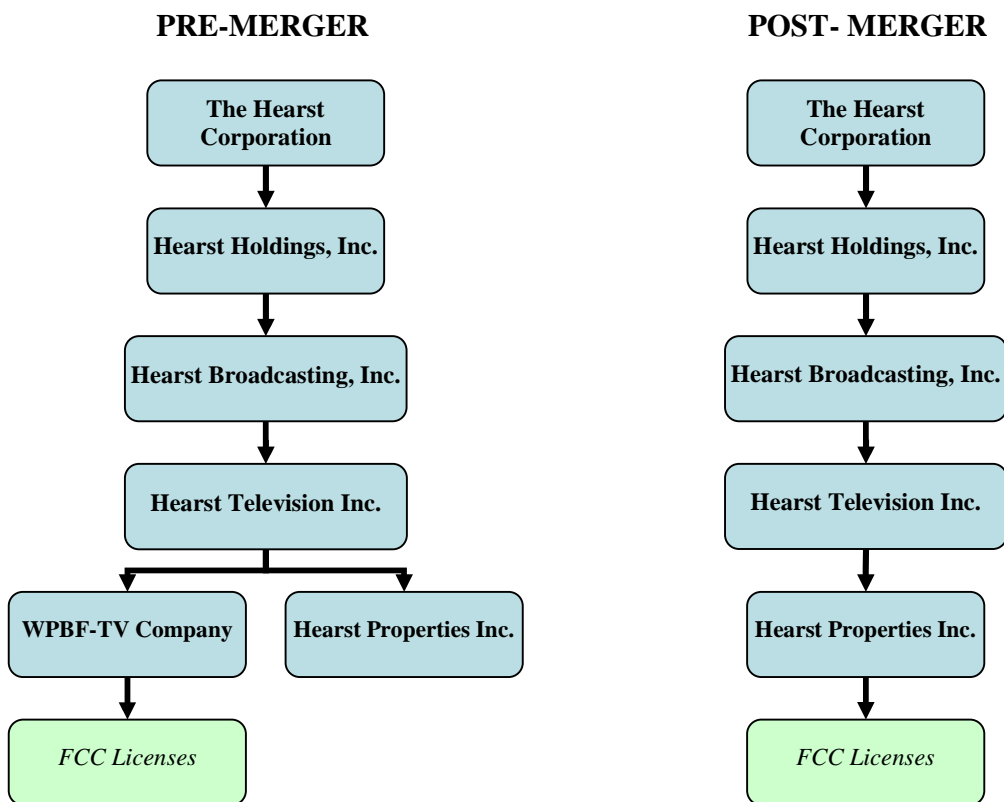 PRE-MERGER
The Hearst
Corporation
Hearst Holdings, Inc.
Hearst Broadcasting, Inc.
Hearst Television Inc.
WPBF-TV Company
Hearst Properties Inc.
FCC Licenses
POST- MERGER
The Hearst
Corporation
Hearst Holdings, Inc.
Hearst Broadcasting, Inc.
Hearst Television Inc.
Hearst Properties Inc.
FCC Licenses